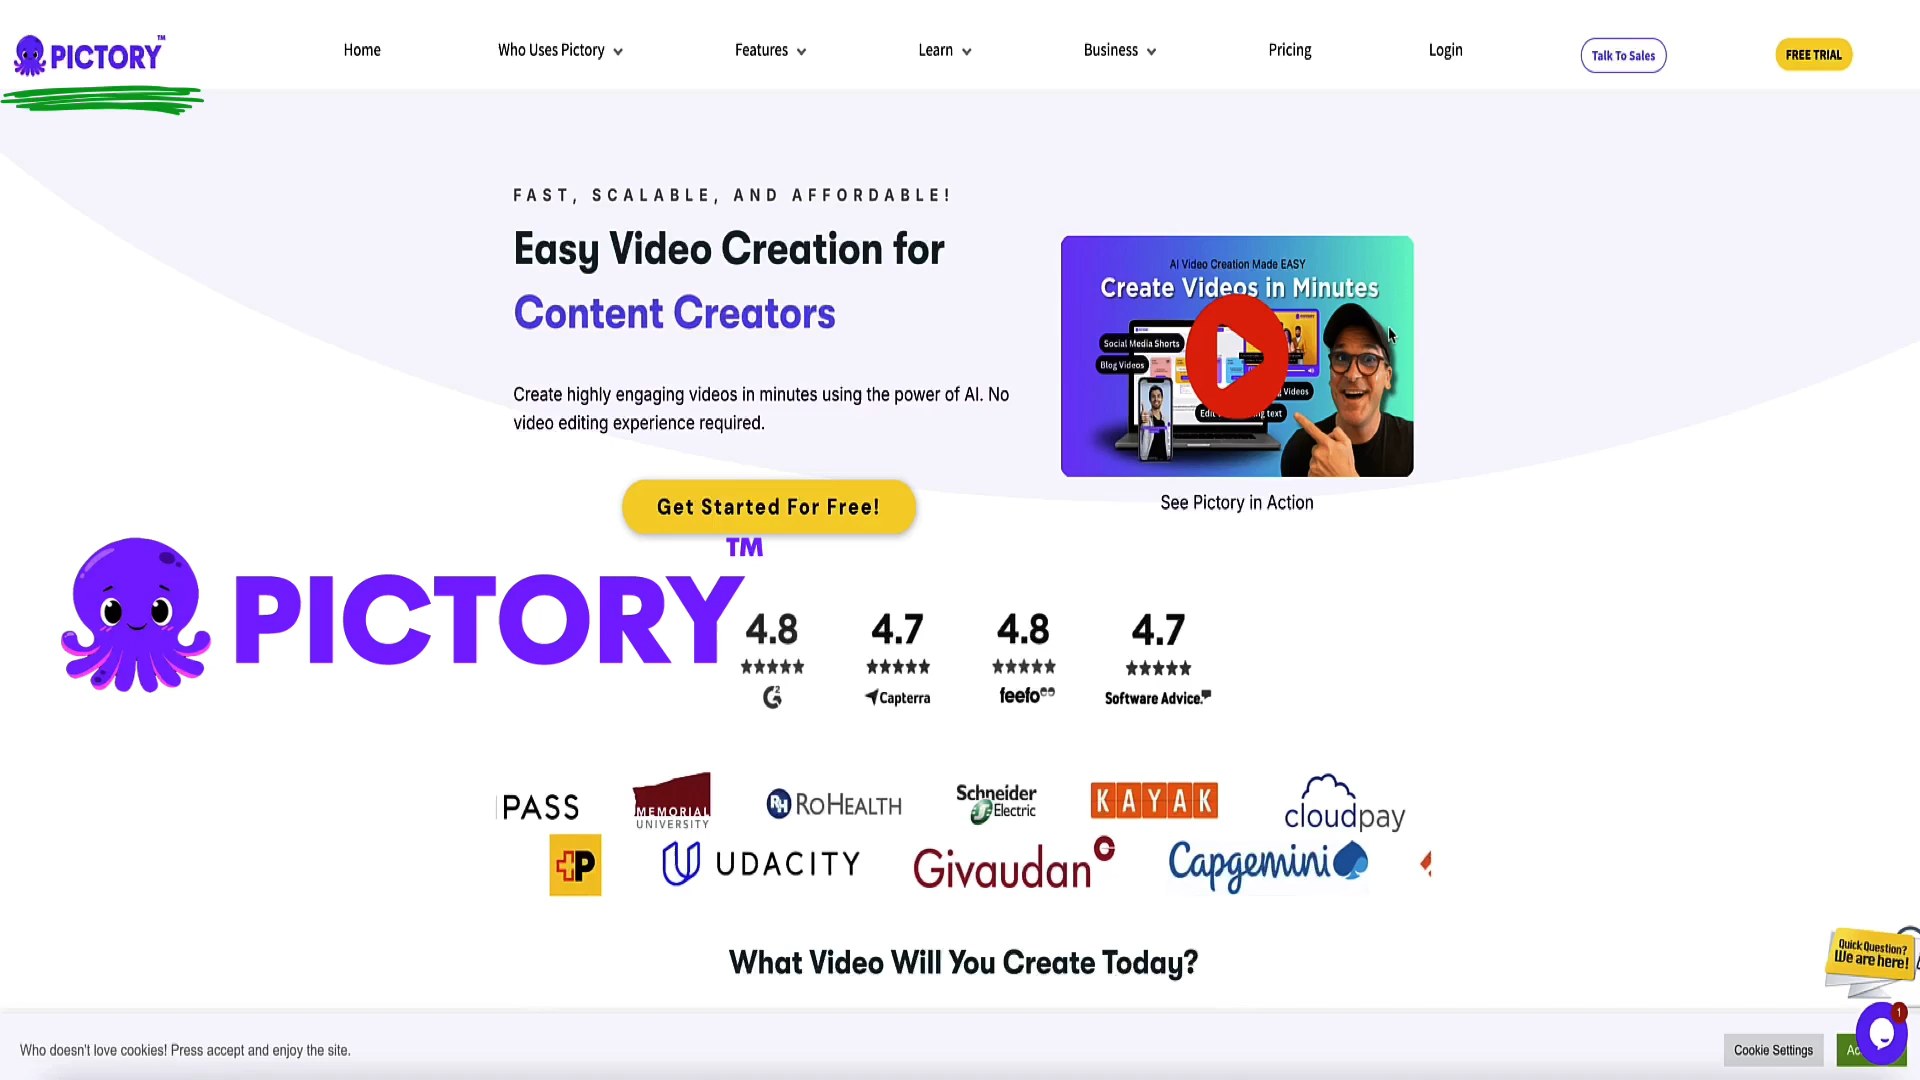 PICTORY™
Home
Who Uses Pictory
Features
Learn
Business
Pricing
Login
Talk To Sales
FREE TRIAL
FAST, SCALABLE, AND AFFORDABLE!
Easy Video Creation for
Content Creators
Create highly engaging videos in minutes using the power of AI. No
video editing experience required.
Get Started For Free!
AI Video Creation Made EASY
Create Videos in Minutes
Social Media Shorts
Blog Videos
Videos
See Pictory in Action
PICTORY™
4.8
4.7
4.8
4.7
G2
Capterra
feefo
Software Advice.
PASS
MEMORIAL
UNIVERSITY
RH ROHEALTH
Schneider
Electric
KAYAK
cloudpay
P
UDACITY
Givaudan
Capgemini
What Video Will You Create Today?
Quick Question?
We are here!
1
Who doesn't love cookies! Press accept and enjoy the site.
Cookie Settings